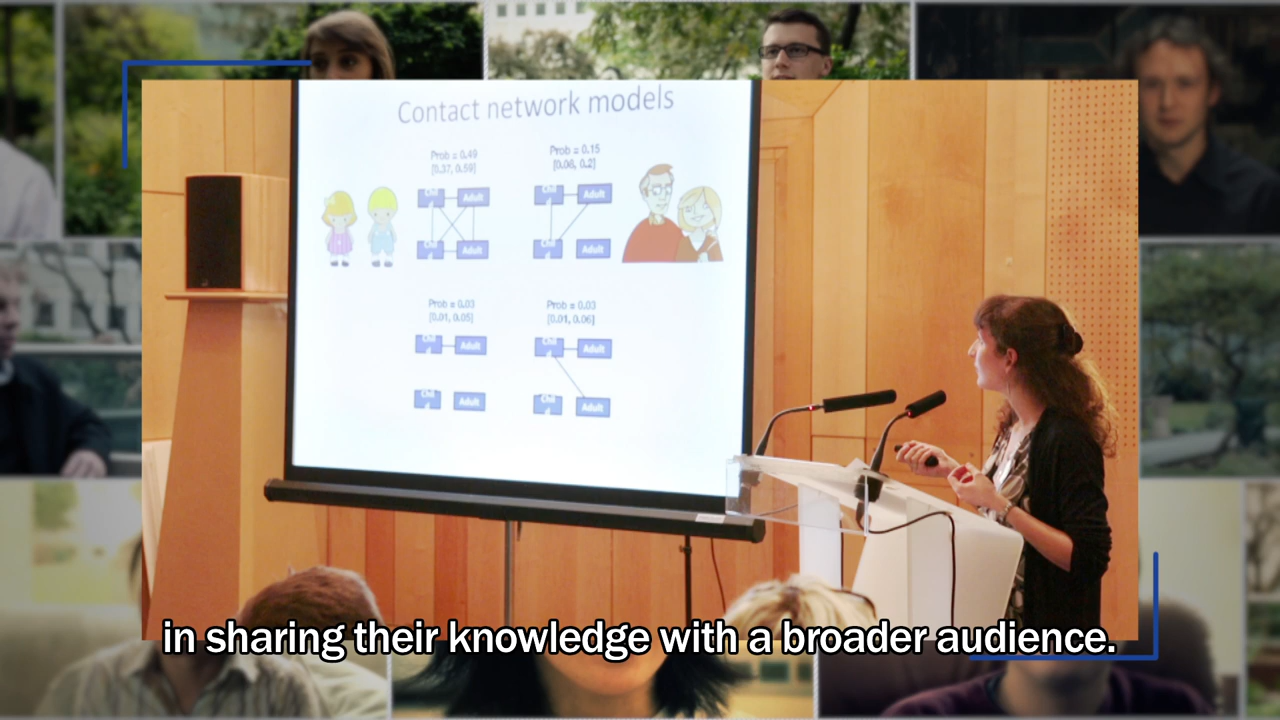 Contact network models
Prob = 0.49
[0.37, 0.59]
Prob = 0.15
[0.06, 0.2]
Adult
Adult
Adult
Adult
Prob = 0.03
[0.01, 0.05]
Prob = 0.03
[0.01, 0.06]
Adult
Adult
Adult
Adult
in sharing their knowledge with a broader audience.